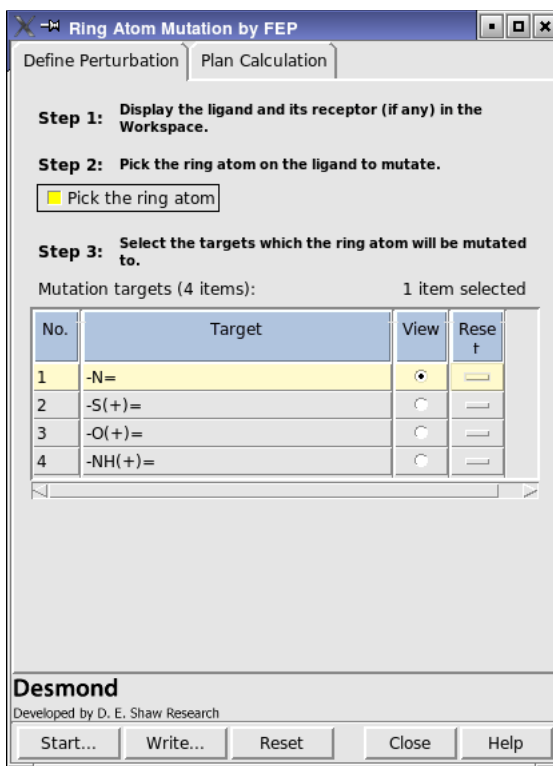 Ring Atom Mutation by FEP
Define Perturbation Plan Calculation
Step 1: Display the ligand and its receptor (if any) in the
Workspace.
Step 2: Pick the ring atom on the ligand to mutate.
Pick the ring atom
Step 3: Select the targets which the ring atom will be mutated
to.
Mutation targets (4 items): 1 item selected
No. Target View Rese
t
1 -N=
2 -S(+)=
3 -O(+)=
4 -NH(+)=
Desmond
Developed by D. E. Shaw Research
Start... Write... Reset Close Help